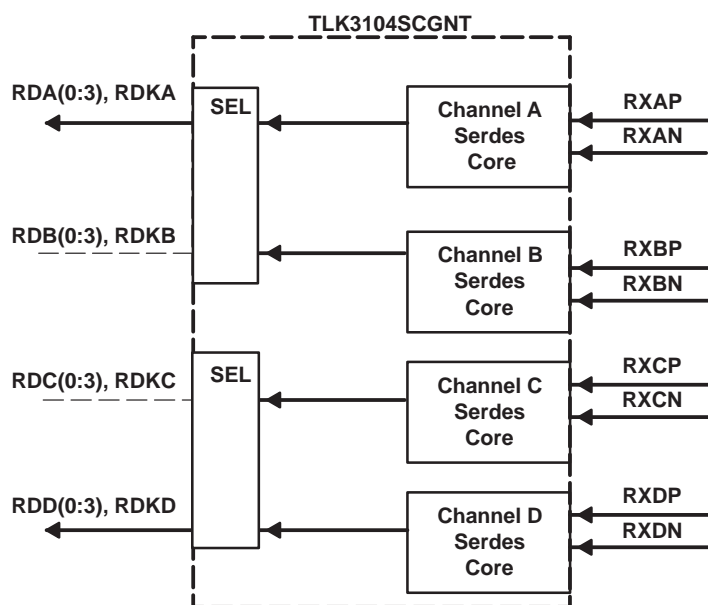 TLK3104SCGNT
RDA(0:3), RDKA
SEL
Channel A
Serdes
Core
RXAP
RXAN
RDB(0:3), RDKB
Channel B
Serdes
Core
RXBP
RXBN
RDC(0:3), RDKC
SEL
Channel C
Serdes
Core
RXCP
RXCN
RDD(0:3), RDKD
Channel D
Serdes
Core
RXDP
RXDN